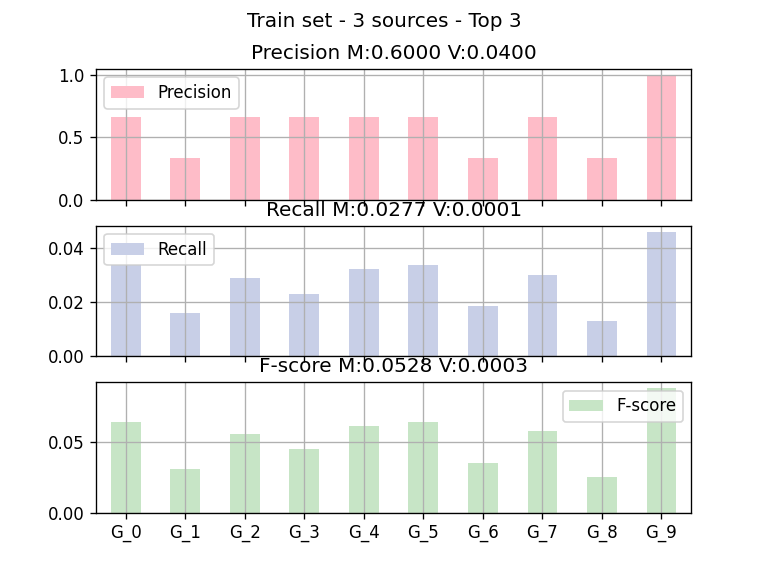 Train set - 3 sources - Top 3
Precision M:0.6000 V:0.0400
1.0
Precision
0.5
0.0
Recall M:0.0277 V:0.0001
0.04
Recall
0.02
0.00
F-score M:0.0528 V:0.0003
F-score
0.05
0.00
G_0 G_1 G_2 G_3 G_4 G_5 G_6 G_7 G_8 G_9